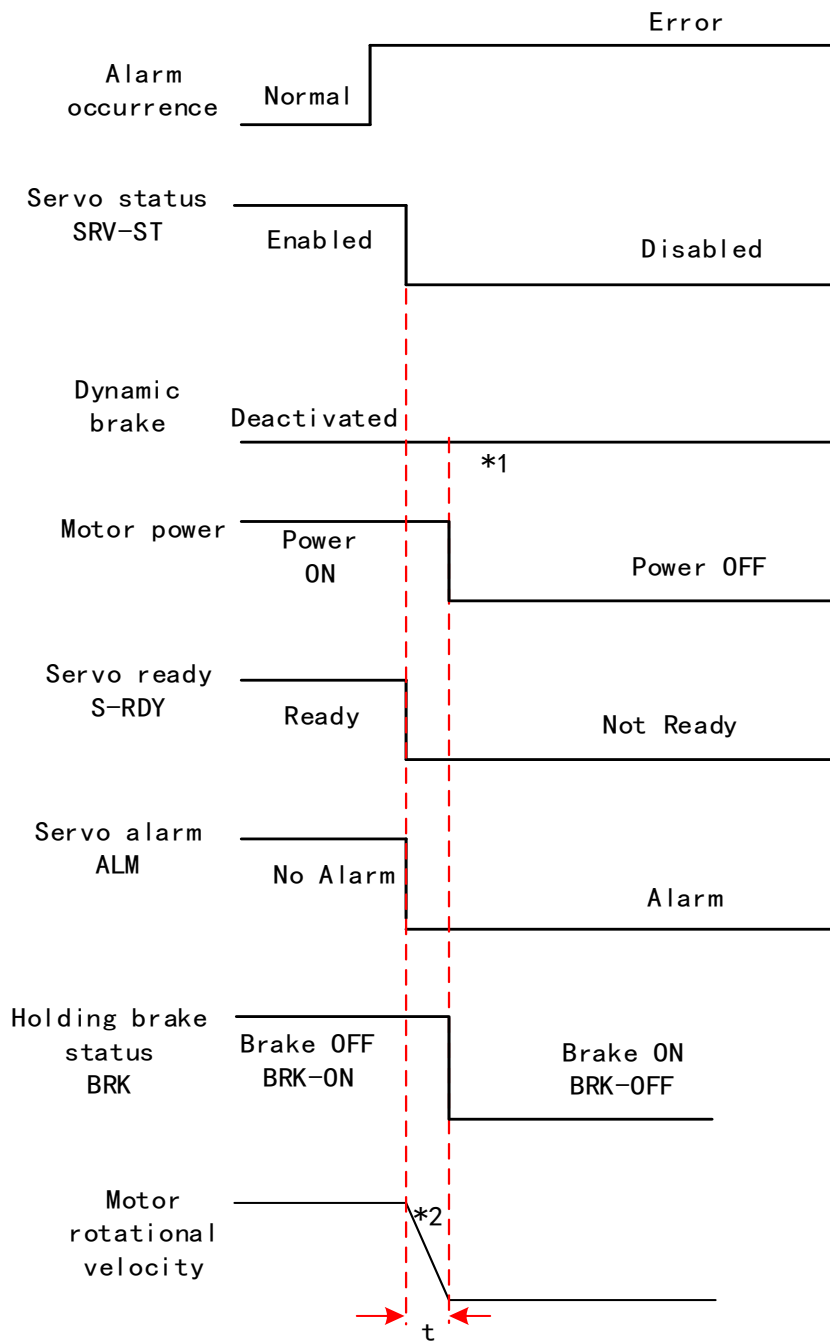 Error
Alarm
occurrence
Normal
Servo status
SRV-ST
Enabled
Disabled
Dynamic
brake
Deactivated
*1
Motor power
Power
ON
Power OFF
Servo ready
S-RDY
Ready
Not Ready
Servo alarm
ALM
No Alarm
Alarm
Holding brake
status
BRK
Brake OFF
BRK-ON
Brake ON
BRK-OFF
Motor
rotational
velocity
*2
t